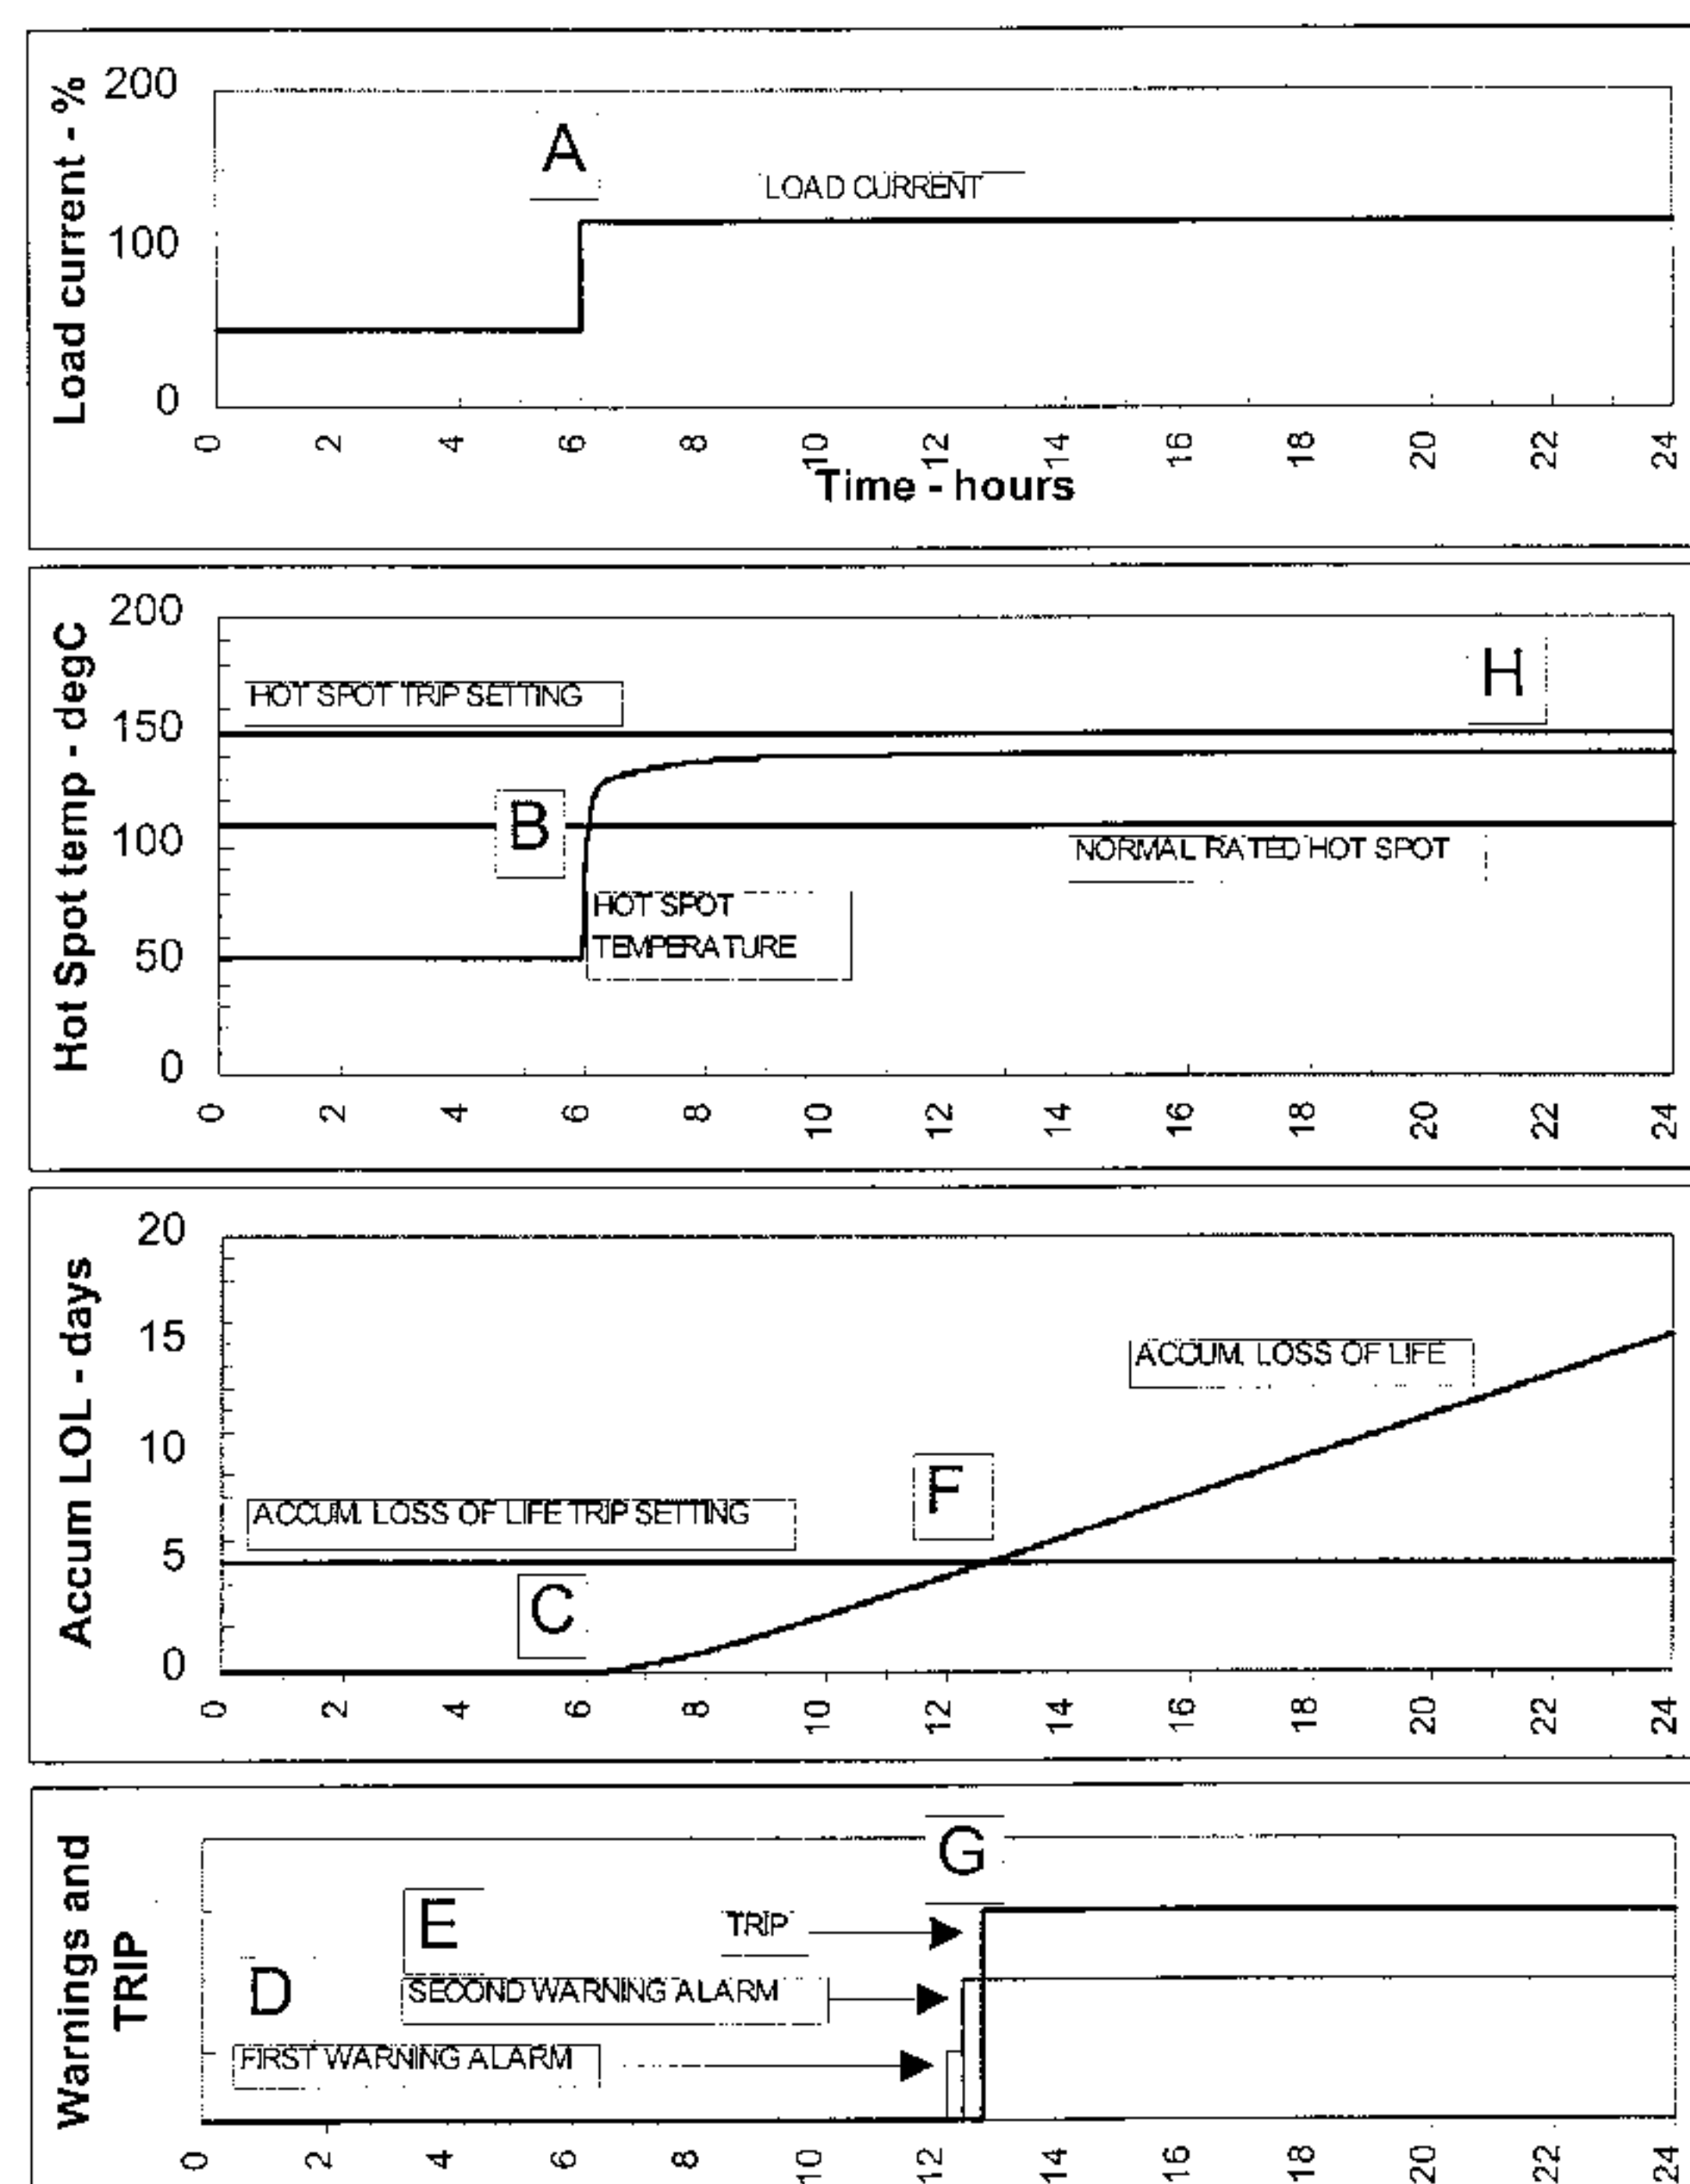 Load current - %
200
100
0
A
LOAD CURRENT
0 2 4 6 8 10 12 14 16 18 20 22 24
Time - hours
Hot Spot temp - degC
200
150
100
50
0
HOT SPOT TRIP SETTING
H
B
NORMAL RATED HOT SPOT
HOT SPOT
TEMPERATURE
0 2 4 6 8 10 12 14 16 18 20 22 24
Accum LOL - days
20
15
10
5
0
ACCUM. LOSS OF LIFE
F
ACCUM. LOSS OF LIFE TRIP SETTING
C
0 2 4 6 8 10 12 14 16 18 20 22 24
Warnings and
TRIP
G
E
TRIP
D
SECOND WARNING ALARM
FIRST WARNING ALARM
0 2 4 6 8 10 12 14 16 18 20 22 24